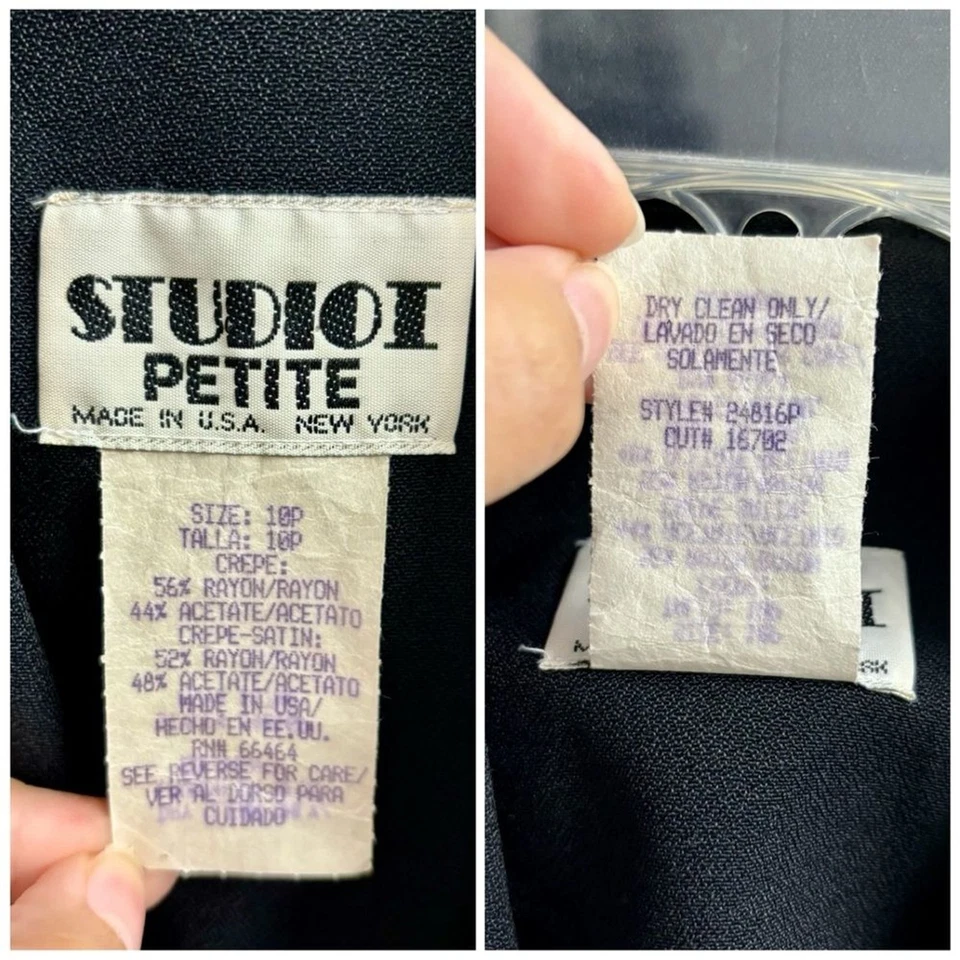 STUDIO I
PETITE
MADE IN U.S.A. NEW YORK
SIZE: 10P
TALLA: 10P
CREPE:
56% RAYON/RAYON
44% ACETATE/ACETATO
CREPE-SATIN:
52% RAYON/RAYON
48% ACETATE/ACETATO
MADE IN USA/
HECHO EN EE.UU.
RN# 66464
SEE REVERSE FOR CARE/
VER AL DORSO PARA
CUIDADO
DRY CLEAN ONLY/
LAVADO EN SECO
SOLAMENTE
STYLE# 24816P
CUT# 16702
I